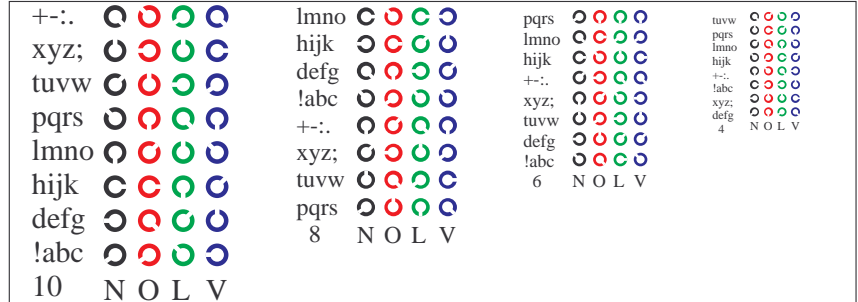 +-:.
xyz;
tuvw
pqrs
lmno
hijk
defg
!abc
10 N O L V
lmno
hijk
defg
!abc
+-:.
xyz;
tuvw
pqrs
8 N O L V
pqrs
lmno
hijk
+-:.
xyz;
tuvw
defg
!abc
6 N O L V
tuvw
pqrs
lmno
hijk
+-:.
!abc
xyz;
defg
4 N O L V